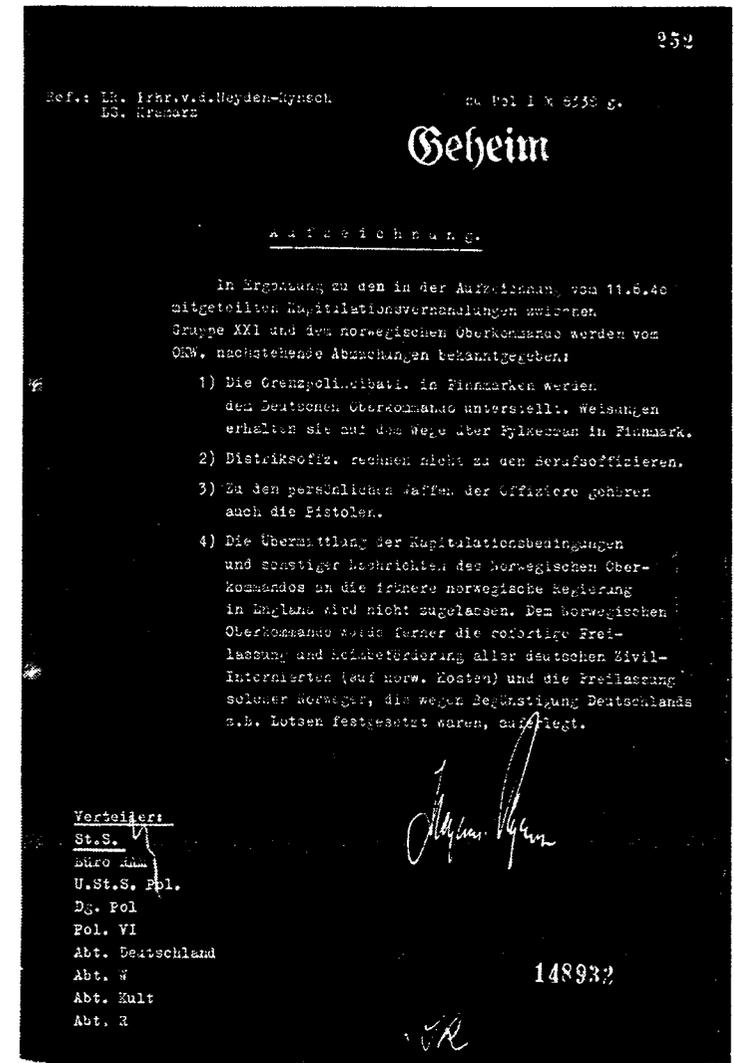 252
Ref.: LR. Frhr.v.d.Heyden-Rynsch
LS. Kramarz
zu Pol I M 8538 g.
Geheim
A u f z e i c h n u n g.
In Ergänzung zu den in der Aufzeichnung vom 11.6.40
mitgeteilten Kapitulationsverhandlungen zwischen
Gruppe XXI und dem norwegischen Oberkommando werden vom
OKW. nachstehende Abmachungen bekanntgegeben:
1) Die in Finnmarken werden
dem Deutschen Oberkommando unterstellt. Weisungen
erhalten sie auf dem Wege über in Finnmark.
2) Distriksoffz. rechnen nicht zu den Berufsoffizieren.
3) Zu den persönlichen Waffen der Offiziere gehören
auch die Pistolen.
4) Die Übermittlung der Kapitulationsbedingungen
und sonstiger Nachrichten des norwegischen Ober-
kommandos an die frühere norwegische Regierung
in England wird nicht zugelassen. Dem norwegischen
Oberkommando wurde ferner die sofortige Frei-
lassung und Heimbeförderung aller deutschen Zivil-
Internierten (auf norw. Kosten) und die Freilassung
solcher Norweger, die wegen Begünstigung Deutschlands
z.b. Lotsen festgesetzt waren, auferlegt.
Verteiler:
St.S.
Büro RAM
U.St.S. Pol.
Dg. Pol
Pol. VI
Abt. Deutschland
Abt. W
Abt. Kult
Abt. R
148932